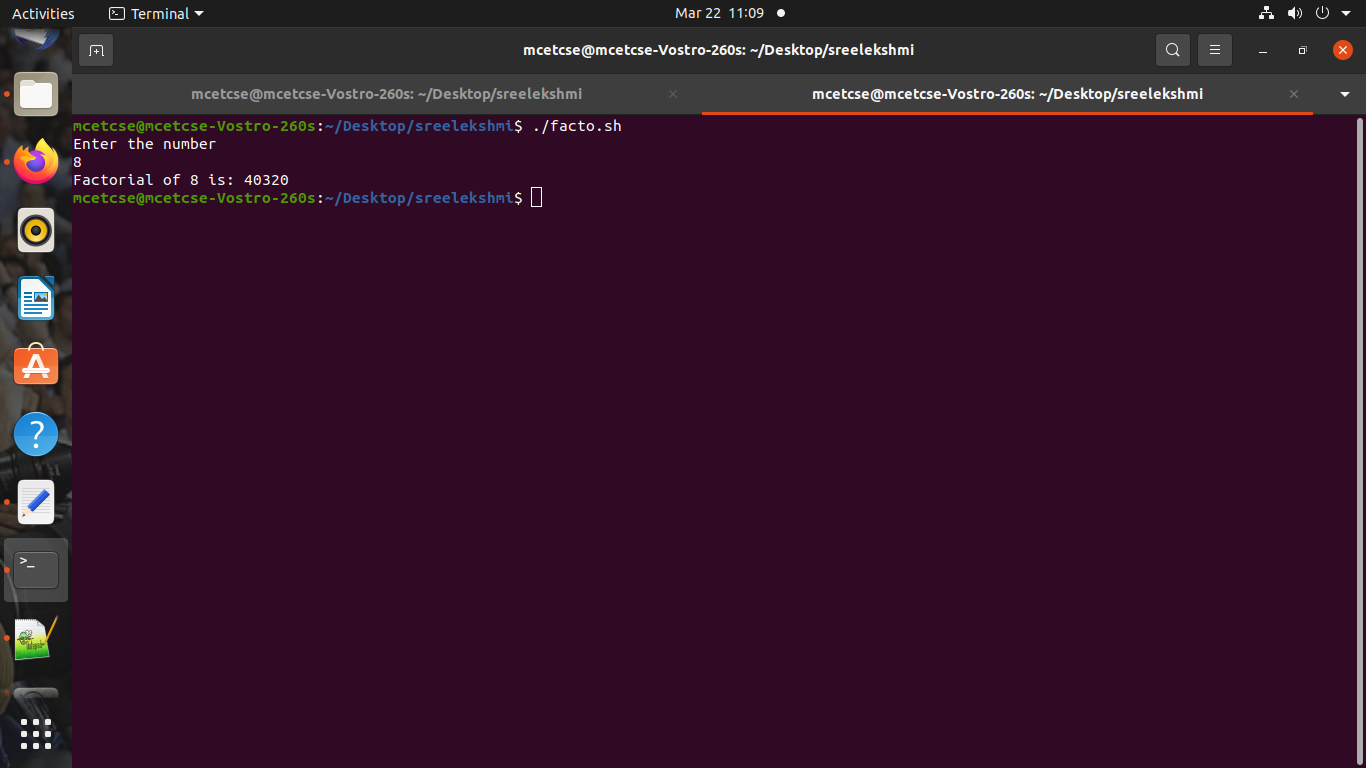 Activities
Terminal
Mar 22 11:09
mcetcse@mcetcse-Vostro-260s: ~/Desktop/sreelekshmi
mcetcse@mcetcse-Vostro-260s: ~/Desktop/sreelekshmi
mcetcse@mcetcse-Vostro-260s: ~/Desktop/sreelekshmi
mcetcse@mcetcse-Vostro-260s:~/Desktop/sreelekshmi$ ./facto.sh
Enter the number
8
Factorial of 8 is: 40320
mcetcse@mcetcse-Vostro-260s:~/Desktop/sreelekshmi$